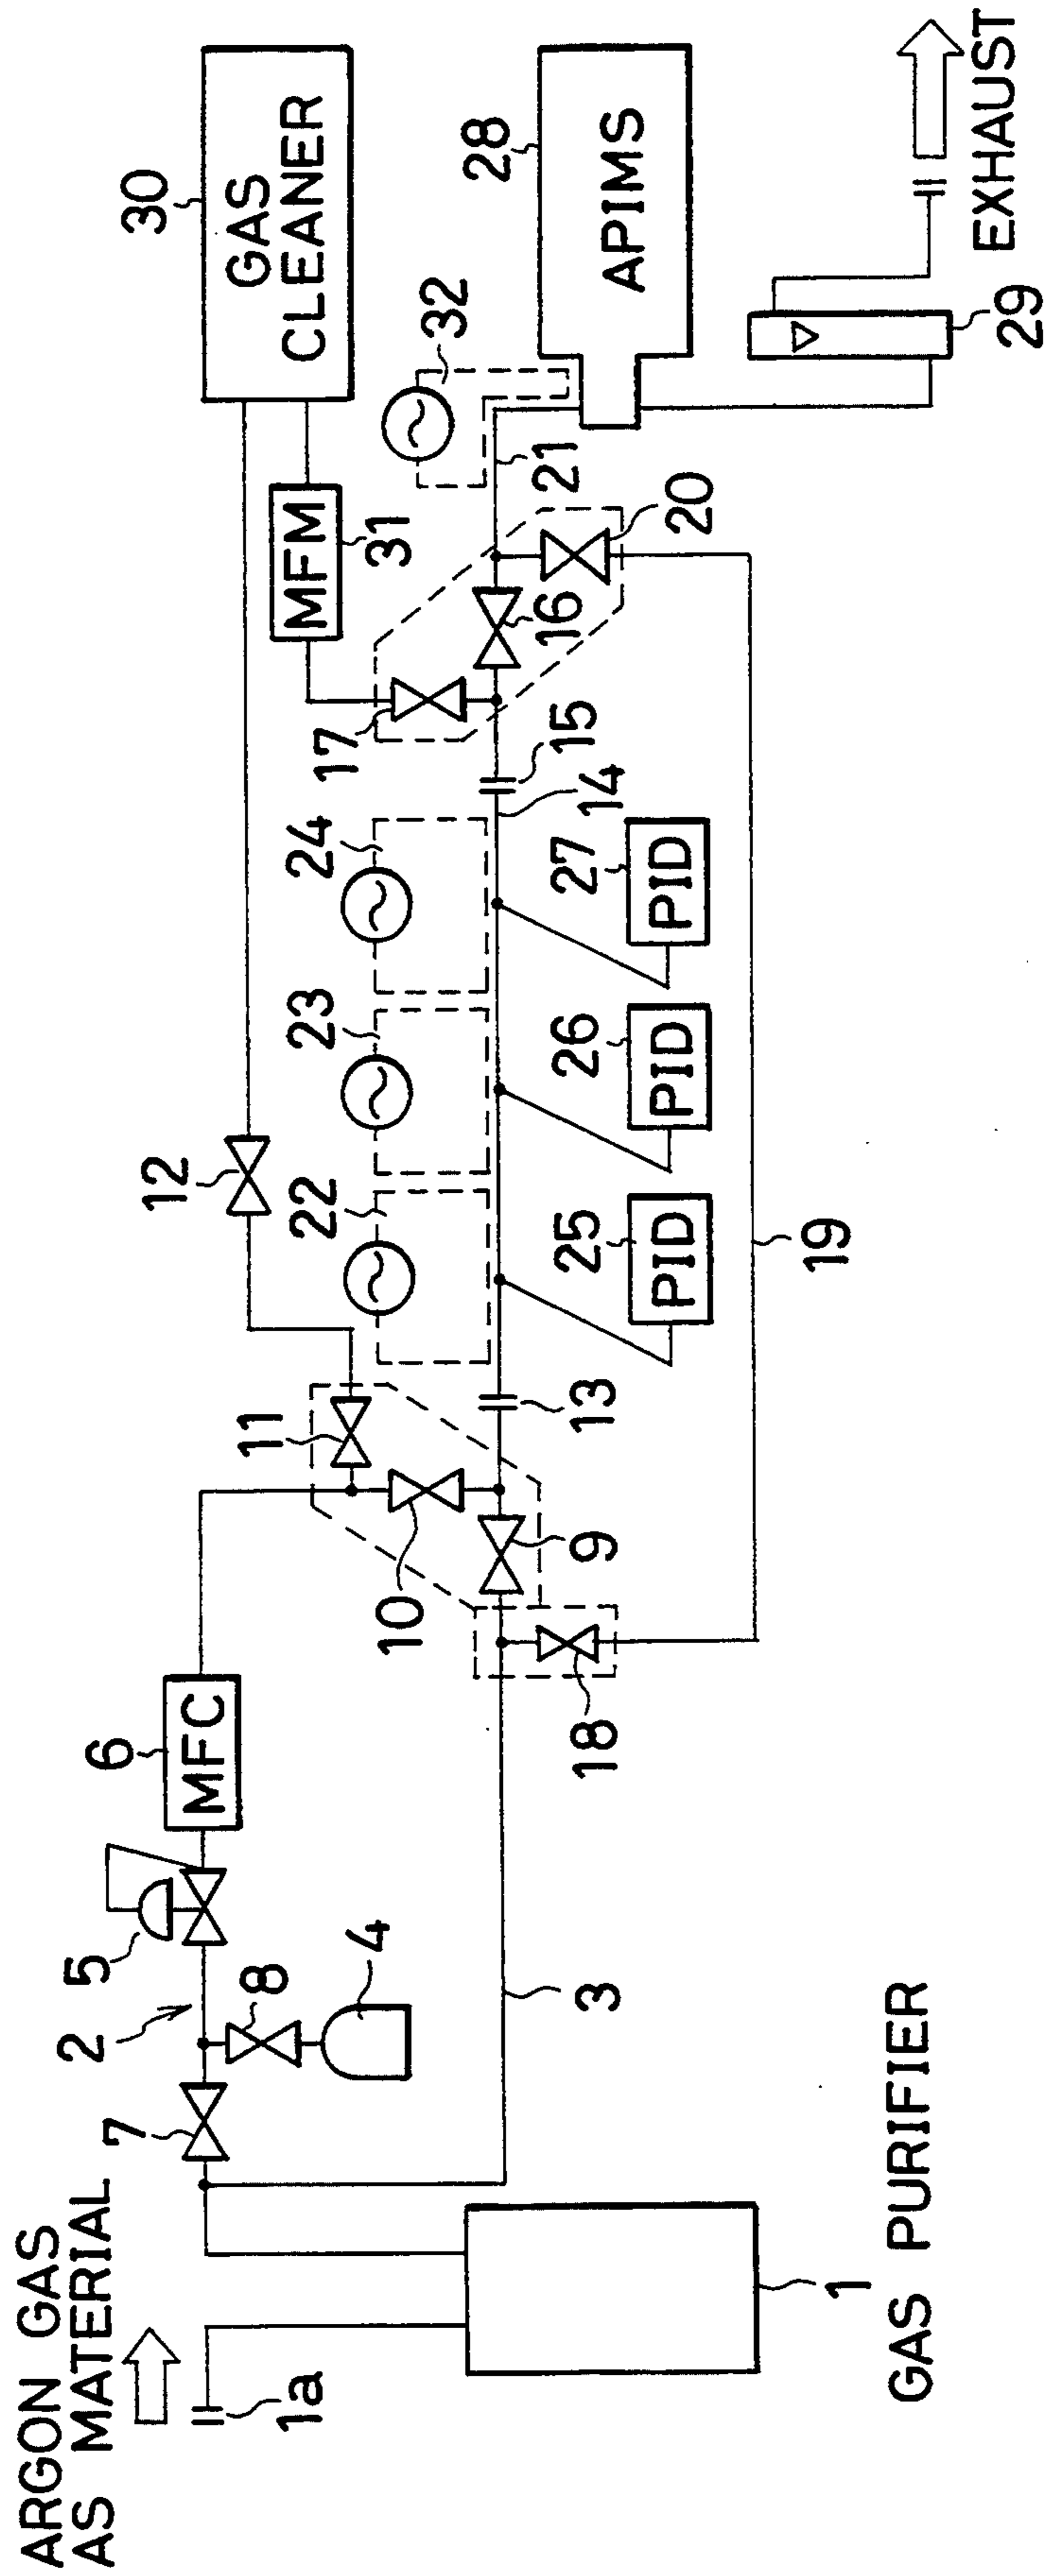 ARGON GAS
AS MATERIAL
1a
1
GAS PURIFIER
7
2
8
4
5
6
MFC
3
18
10
9
11
13
12
22
23
24
25
PID
26
PID
27
PID
14
15
19
17
16
20
MFM
31
21
32
30
GAS
CLEANER
28
APIMS
29
EXHAUST